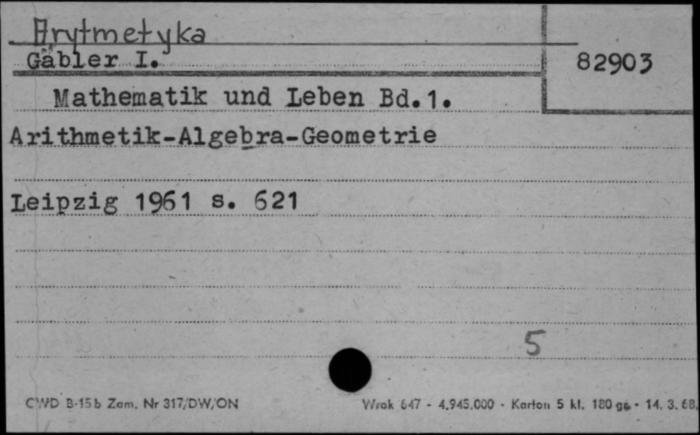 Arytmetyka
Gäbler I.
82903
Mathematik und Leben Bd.1.
Arithmetik-Algebra-Geometrie
Leipzig 1961 s. 621
5
CWD B-15b Zam. Nr 317/DW/ON
Wrak 647 - 4.945.000 - Karton 5 kl. 180 gr. - 14. 3. 68.